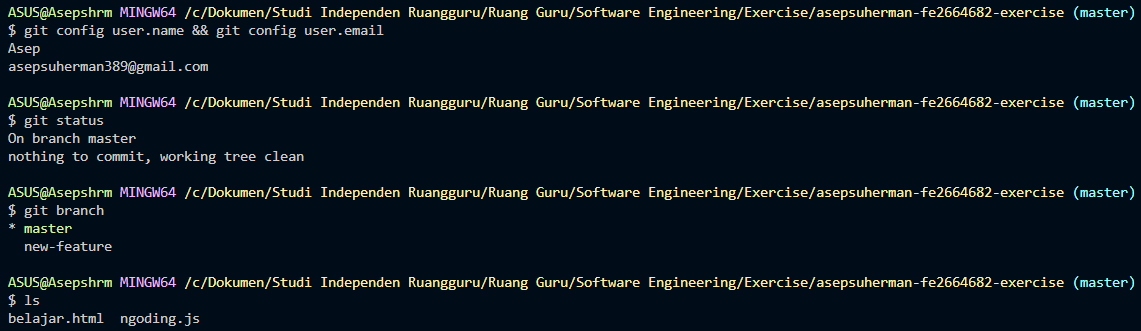 ASUS@Asepshrm MINGW64 /c/Dokumen/Studi Independen Ruangguru/Ruang Guru/Software Engineering/Exercise/asepsuherman-fe2664682-exercise (master)
$ git config user.name && git config user.email
Asep
asepsuherman389@gmail.com
ASUS@Asepshrm MINGW64 /c/Dokumen/Studi Independen Ruangguru/Ruang Guru/Software Engineering/Exercise/asepsuherman-fe2664682-exercise (master)
$ git status
On branch master
nothing to commit, working tree clean
ASUS@Asepshrm MINGW64 /c/Dokumen/Studi Independen Ruangguru/Ruang Guru/Software Engineering/Exercise/asepsuherman-fe2664682-exercise (master)
$ git branch
* master
  new-feature
ASUS@Asepshrm MINGW64 /c/Dokumen/Studi Independen Ruangguru/Ruang Guru/Software Engineering/Exercise/asepsuherman-fe2664682-exercise (master)
$ ls
belajar.html  ngoding.js